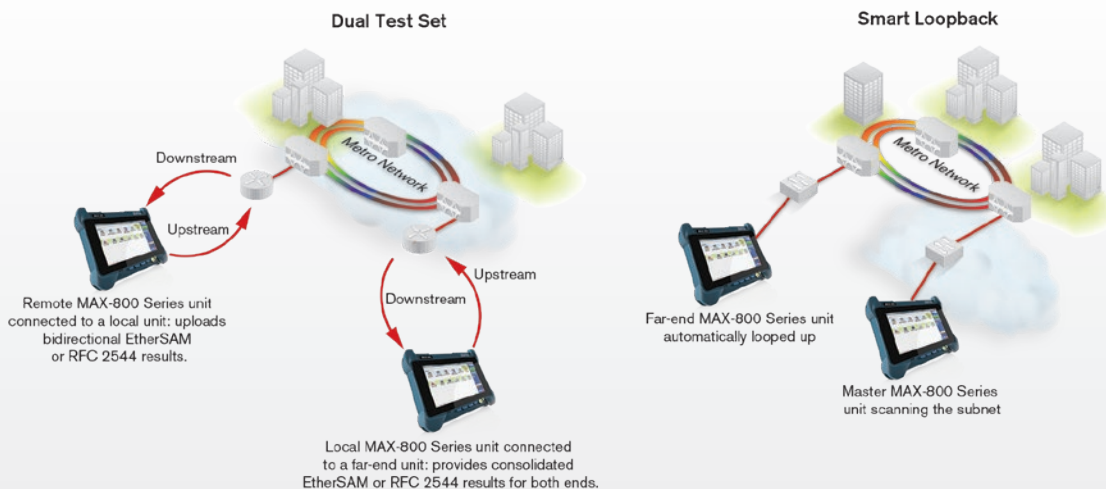 Dual Test Set
Metro Network
Downstream
Upstream
Remote MAX-800 Series unit
connected to a local unit: uploads
bidirectional EtherSAM
or RFC 2544 results.
Upstream
Downstream
Local MAX-800 Series unit connected
to a far-end unit: provides consolidated
EtherSAM or RFC 2544 results for both ends.
Smart Loopback
Metro Network
Far-end MAX-800 Series unit
automatically looped up
Master MAX-800 Series
unit scanning the subnet